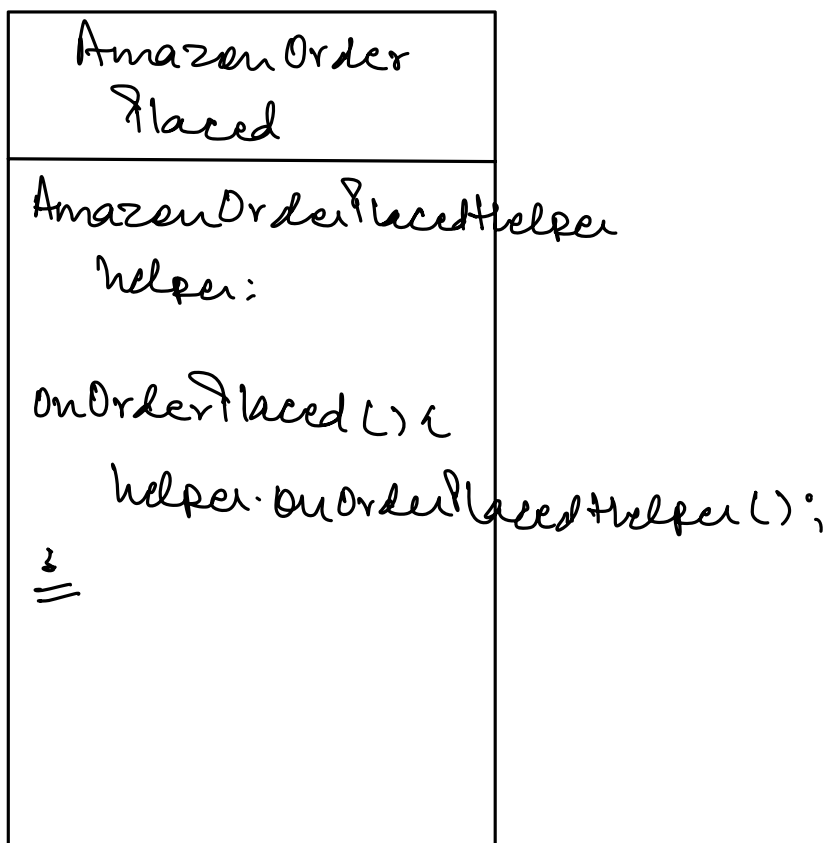 AmazonOrder
Placed
AmazonOrderPlacedHelper
helper:
onOrderPlaced() {
helper.onOrderPlacedHelper();
}